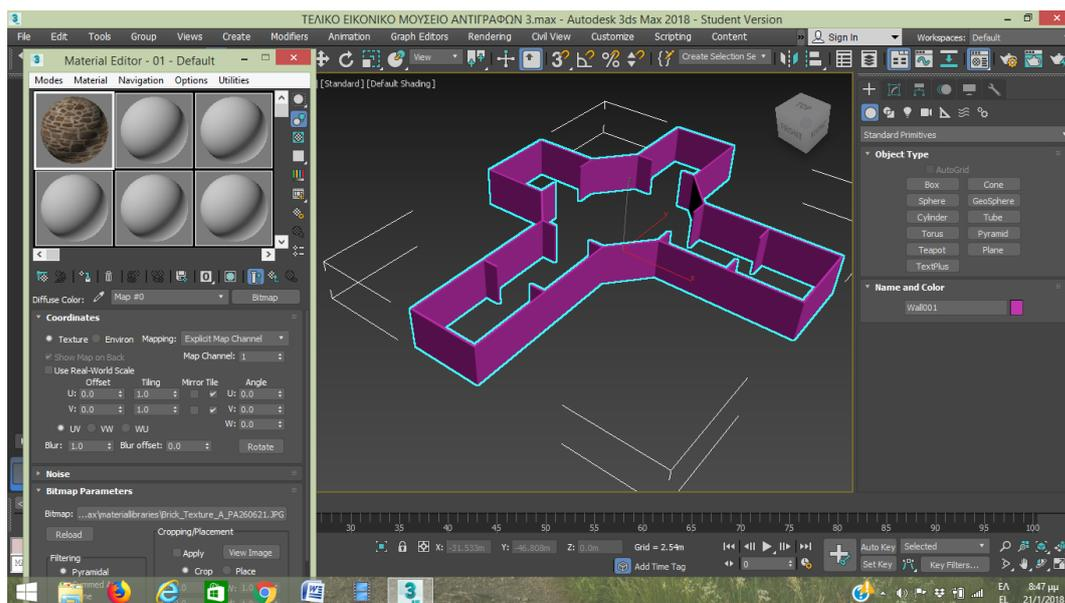 ΤΕΛΙΚΟ ΕΙΚΟΝΙΚΟ ΜΟΥΣΕΙΟ ΑΝΤΙΓΡΑΦΩΝ 3.max - Autodesk 3ds Max 2018 - Student Version
File Edit Tools Group Views Create Modifiers Animation Graph Editors Rendering Civil View Customize Scripting Content Sign In Workspaces: Default
Material Editor - 01 - Default
View
Create Selection Se
Modes Material Navigation Options Utilities
[Standard] [Default Shading]
TOP
FRONT
Standard Primitives
Object Type
AutoGrid
Box Cone
Sphere GeoSphere
Cylinder Tube
Torus Pyramid
Teapot Plane
TextPlus
Name and Color
Wall001
Diffuse Color: Map #0 Bitmap
Coordinates
Texture Environ Mapping: Explicit Map Channel
Show Map on Back Map Channel: 1
Use Real-World Scale
Offset Tiling Mirror Tile Angle
U: 0.0 1.0 U: 0.0
V: 0.0 1.0 V: 0.0
UV VW WU W: 0.0
Blur: 1.0 Blur offset: 0.0 Rotate
Noise
Bitmap Parameters
Bitmap: ...ax\materiallibraries\Brick_Texture_A_PA260621.JPG
Reload Cropping/Placement
Apply View Image
Filtering
Pyramidal Crop Place
x y
30 35 40 45 50 55 60 65 70 75 80 85 90 95 100
X: -31.533m Y: -46.808m Z: 0.0m Grid = 2.54m
Add Time Tag
0
Auto Key Selected
Set Key Key Filters...
ΕΛ 8:47 μμ
EL 21/1/2018